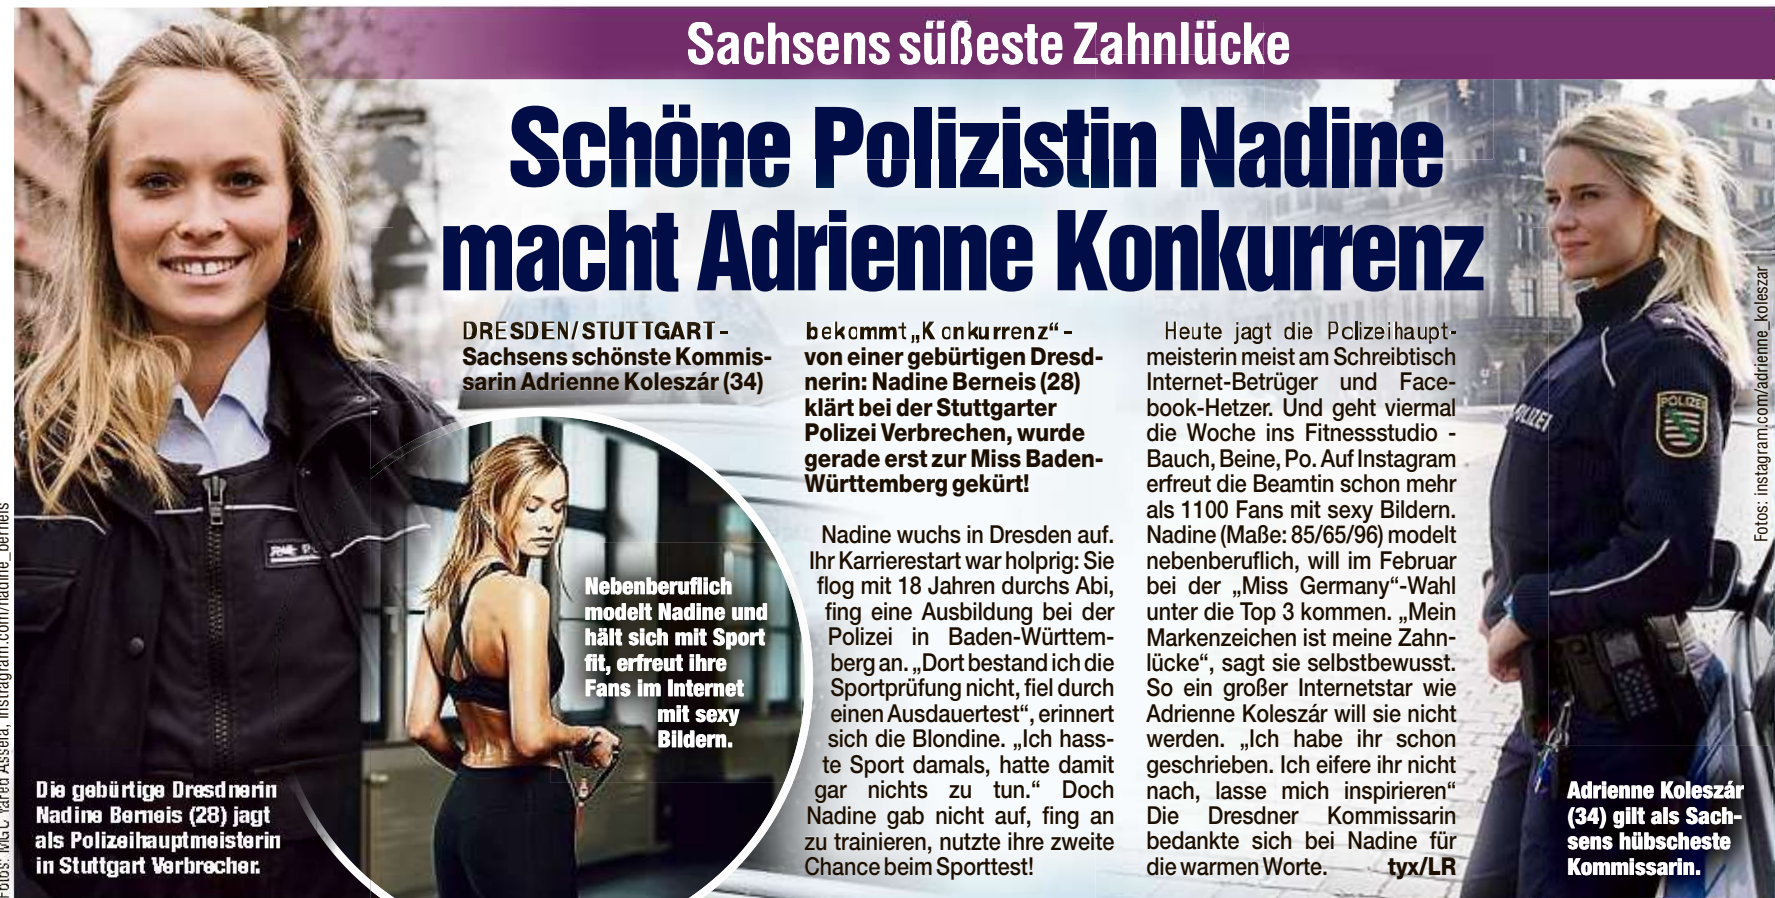 Sachsens süßeste Zahnlücke
Schöne Polizistin Nadine
macht Adrienne Konkurrenz
DRESDEN/STUTTGART –
Sachsens schönste Kommis-
sarin Adrienne Koleszár (34)
bekommt „Konkurrenz“ –
von einer gebürtigen Dresd-
nerin: Nadine Berneis (28)
klärt bei der Stuttgarter
Polizei Verbrechen, wurde
gerade erst zur Miss Baden-
Württemberg gekürt!
Nadine wuchs in Dresden auf.
Ihr Karrierestart war holprig: Sie
flog mit 18 Jahren durchs Abi,
fing eine Ausbildung bei der
Polizei in Baden-Württem-
berg an. „Dort bestand ich die
Sportprüfung nicht, fiel durch
einen Ausdauertest“, erinnert
sich die Blondine. „Ich hass-
te Sport damals, hatte damit
gar nichts zu tun.“ Doch
Nadine gab nicht auf, fing an
zu trainieren, nutzte ihre zweite
Chance beim Sporttest!
Heute jagt die Polizeihaupt-
meisterin meist am Schreibtisch
Internet-Betrüger und Face-
book-Hetzer. Und geht viermal
die Woche ins Fitnessstudio -
Bauch, Beine, Po. Auf Instagram
erfreut die Beamtin schon mehr
als 1100 Fans mit sexy Bildern.
Nadine (Maße: 85/65/96) modelt
nebenberuflich, will im Februar
bei der „Miss Germany“-Wahl
unter die Top 3 kommen. „Mein
Markenzeichen ist meine Zahn-
lücke“, sagt sie selbstbewusst.
So ein großer Internetstar wie
Adrienne Koleszár will sie nicht
werden. „Ich habe ihr schon
geschrieben. Ich eifere ihr nicht
nach, lasse mich inspirieren“
Die Dresdner Kommissarin
bedankte sich bei Nadine für
die warmen Worte. tyx/LR
Nebenberuflich
modelt Nadine und
hält sich mit Sport
fit, erfreut ihre
Fans im Internet
mit sexy
Bildern.
Die gebürtige Dresdnerin
Nadine Berneis (28) jagt
als Polizeihauptmeisterin
in Stuttgart Verbrecher.
Adrienne Koleszár
(34) gilt als Sach-
sens hübscheste
Kommissarin.
POLIZEI
POLIZEI
Fotos: instagram.com/adrienne_koleszar
Fotos: MGC Yared Assefa, instragram.com/nadine_berneis